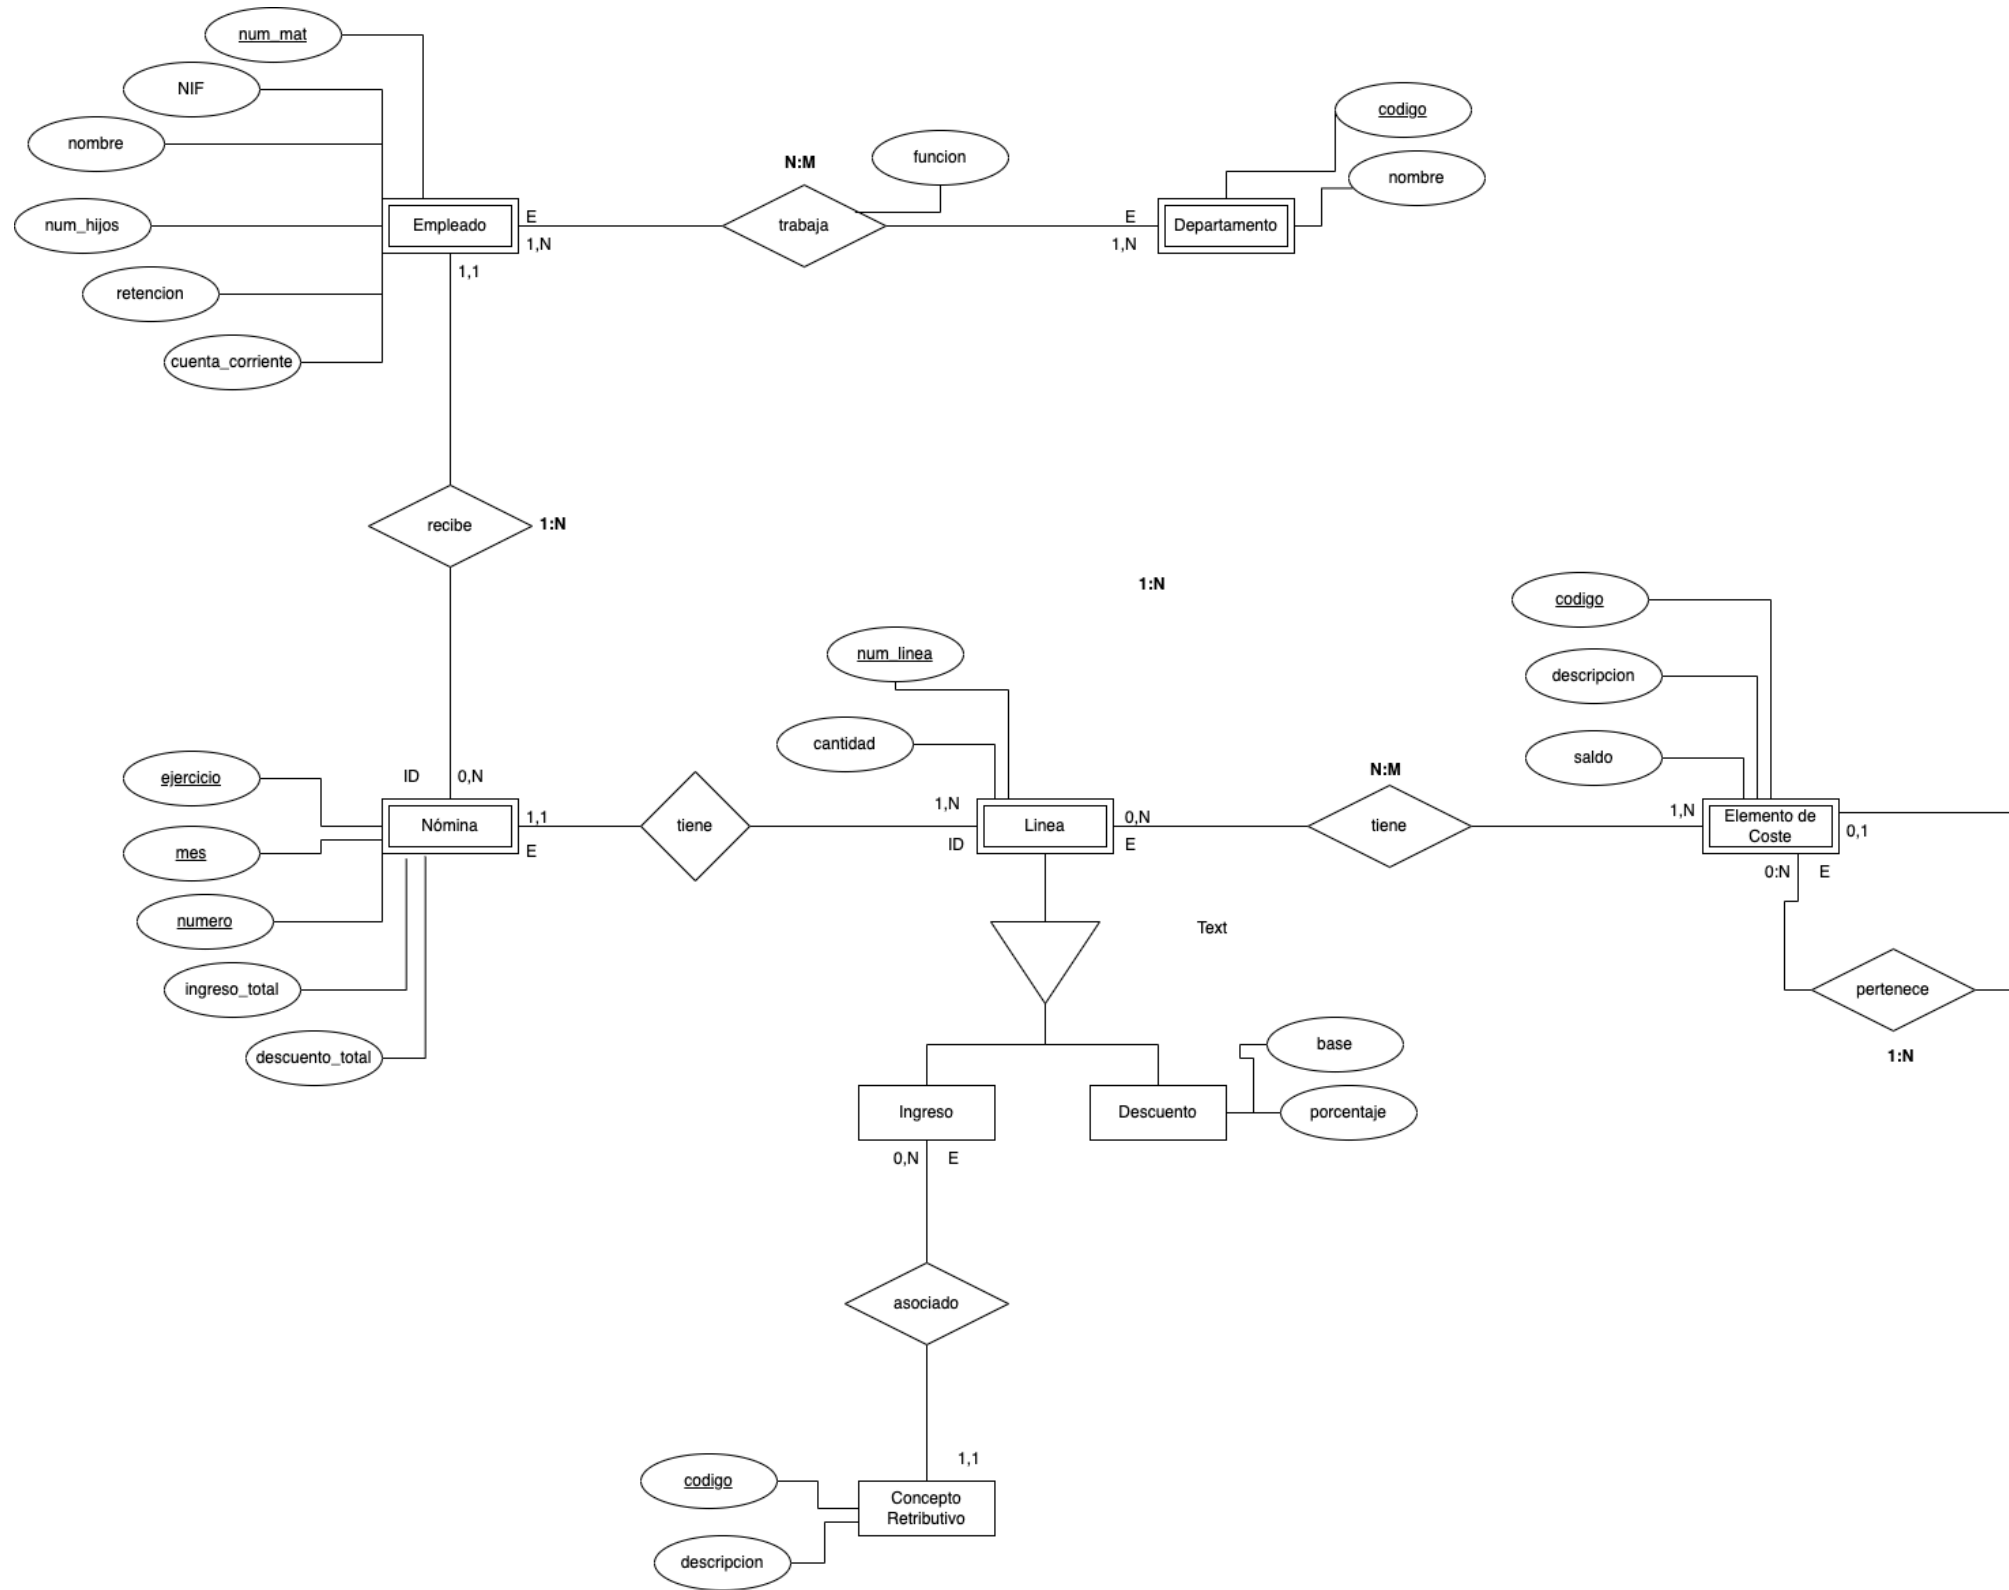 num_mat
NIF
nombre
num_hijos
retencion
cuenta_corriente
Empleado
E
1,N
1,1
N:M
trabaja
funcion
E
1,N
Departamento
codigo
nombre
recibe
1:N
1:N
ejercicio
mes
numero
ingreso_total
descuento_total
ID
0,N
Nómina
1,1
E
tiene
num_linea
cantidad
1,N
ID
Linea
0,N
E
N:M
tiene
codigo
descripcion
saldo
1,N
Elemento de
Coste
0,1
0:N
E
pertenece
1:N
Text
Ingreso
Descuento
base
porcentaje
0,N
E
asociado
1,1
codigo
descripcion
Concepto
Retributivo